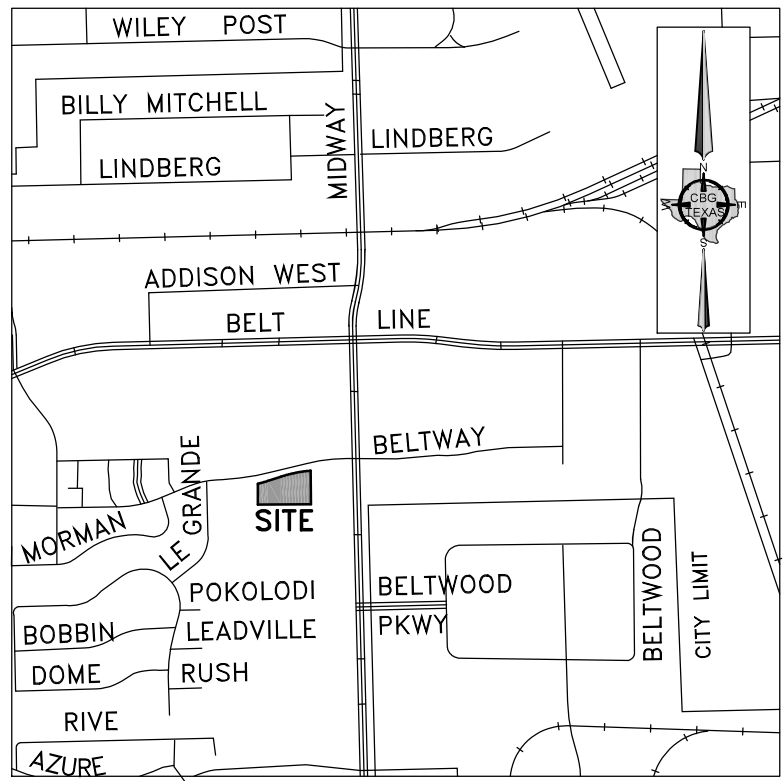 WILEY POST
BILLY MITCHELL
MIDWAY
LINDBERG
LINDBERG
N
W
CBG
TEXAS
E
S
ADDISON WEST
BELT LINE
BELTWAY
LE GRANDE
SITE
MORMAN
POKOLODI
BELTWOOD
PKWY
BELTWOOD
CITY LIMIT
BOBBIN
LEADVILLE
DOME
RUSH
RIVE
AZURE